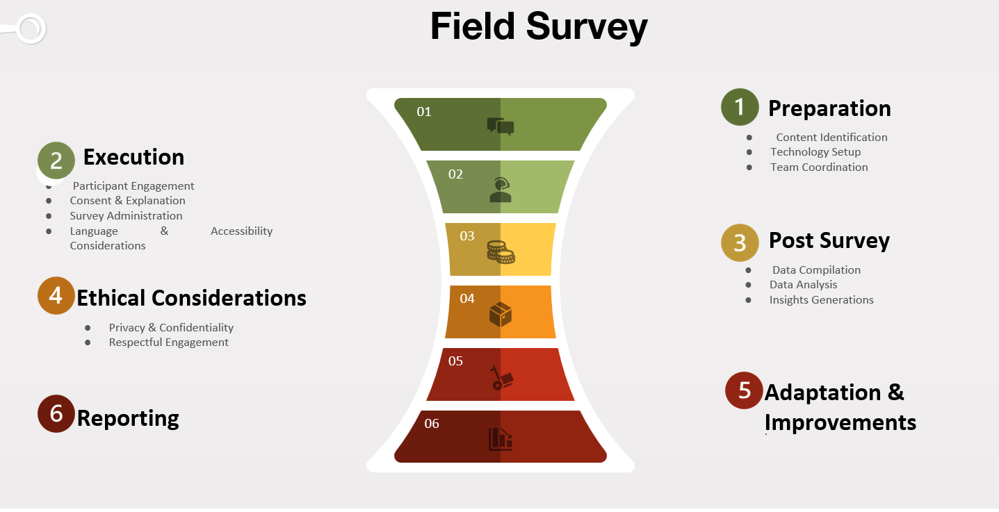 Field Survey
01
02
03
04
05
06
1
Preparation
● Content Identification
● Technology Setup
● Team Coordination
2
Execution
● Participant Engagement
● Consent & Explanation
● Survey Administration
● Language & Accessibility
Considerations
3
Post Survey
● Data Compilation
● Data Analysis
● Insights Generations
4
Ethical Considerations
● Privacy & Confidentiality
● Respectful Engagement
5
Adaptation &
Improvements
.
6
Reporting